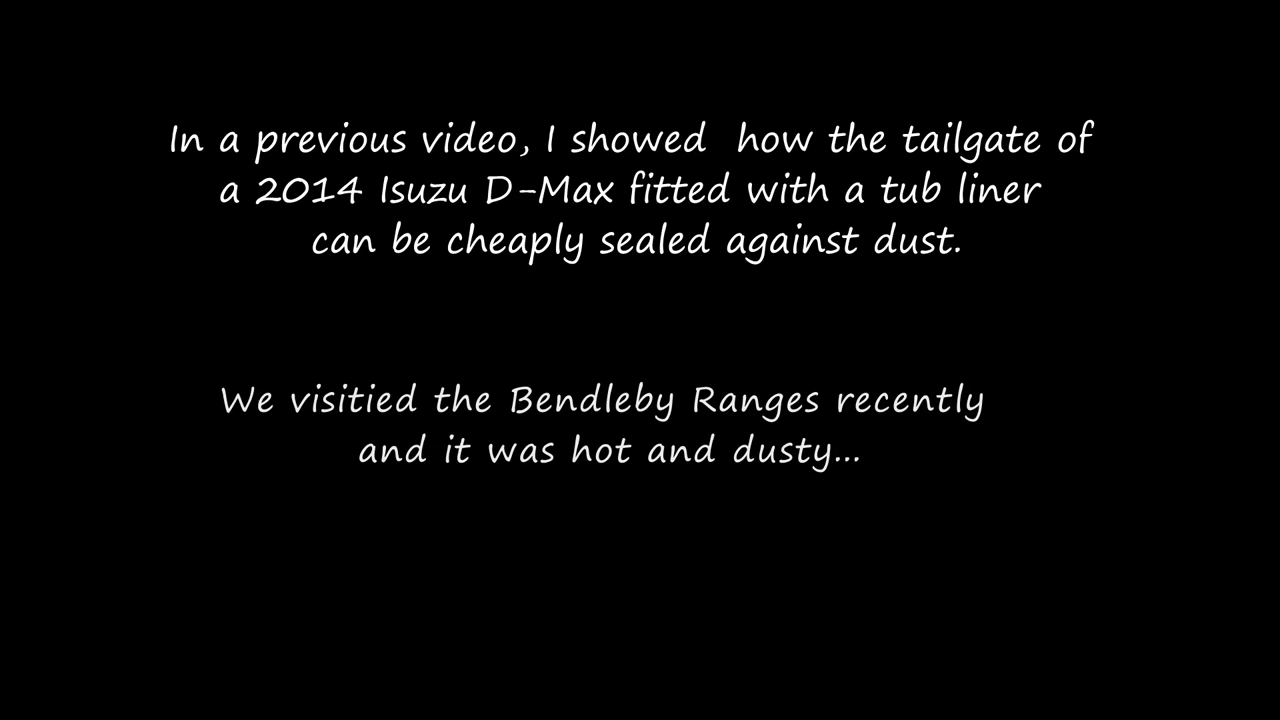 In a previous video, I showed  how the tailgate of
a 2014 Isuzu D-Max fitted with a tub liner
can be cheaply sealed against dust.
We visitied the Bendleby Ranges recently
and it was hot and dusty...